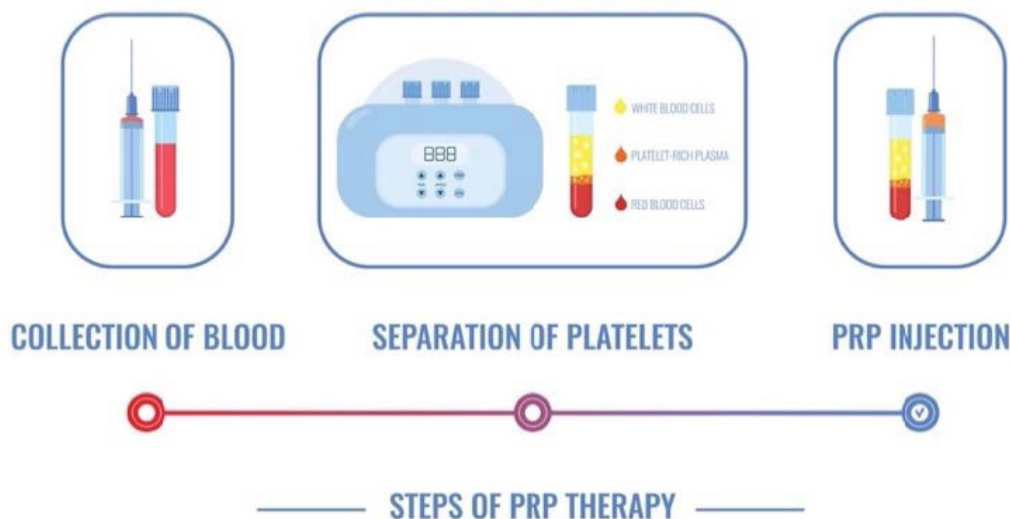 888
WHITE BLOOD CELLS
PLATELET-RICH PLASMA
RED BLOOD CELLS
COLLECTION OF BLOOD
SEPARATION OF PLATELETS
PRP INJECTION
STEPS OF PRP THERAPY